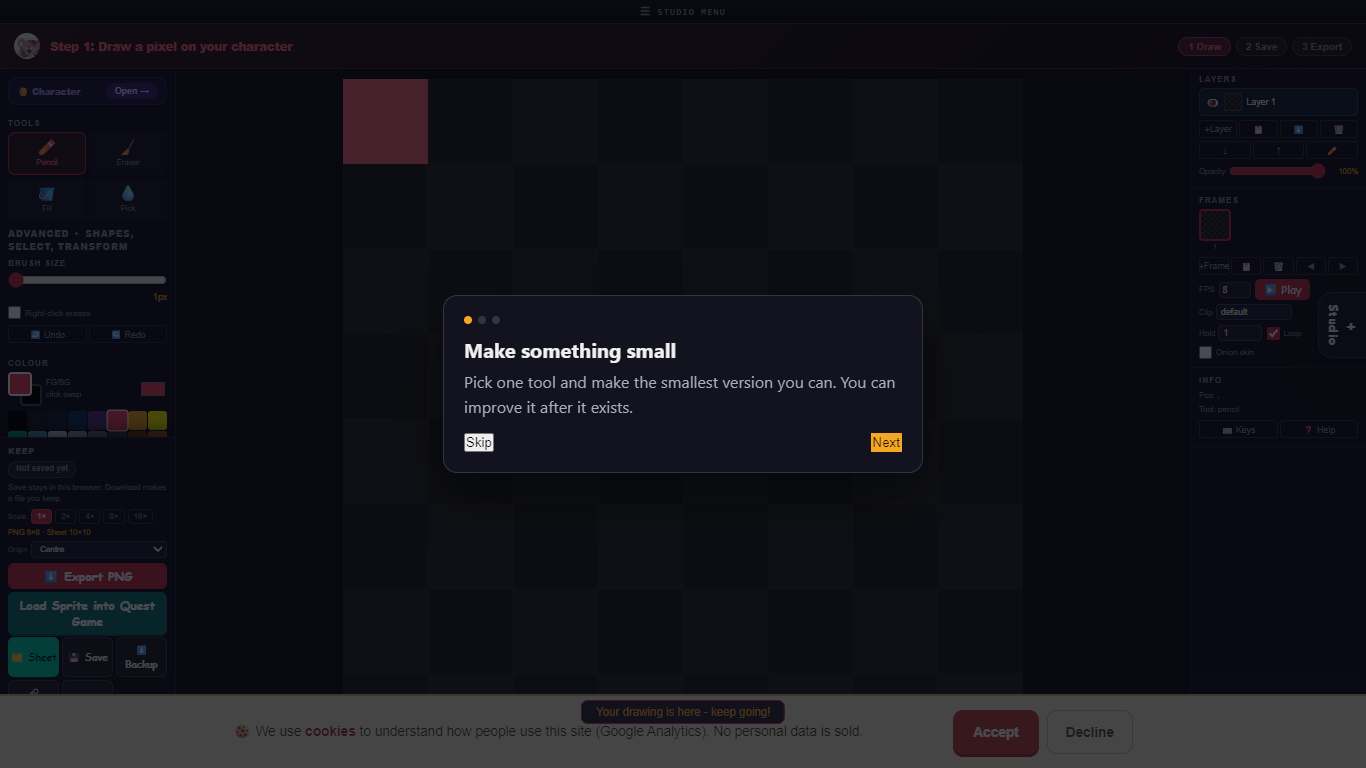 ☰ STUDIO MENU
Step 1: Draw a pixel on your character
1 Draw
2 Save
3 Export
Character
Open →
TOOLS
Pencil
Eraser
Fill
Pick
ADVANCED · SHAPES,
SELECT, TRANSFORM
BRUSH SIZE
1px
Right-click erases
Undo
Redo
COLOUR
FG/BG
click swap
KEEP
Not saved yet
Save stays in this browser. Download makes
a file you keep.
Scale
1×
2×
4×
8×
16×
PNG 8×8 · Sheet 10×10
Origin
Centre
Export PNG
Load Sprite into Quest
Game
Sheet
Save
Backup
Make something small
Pick one tool and make the smallest version you can. You can
improve it after it exists.
Skip
Next
LAYERS
Layer 1
+Layer
↓
↑
Opacity
100%
FRAMES
1
+Frame
◀
▶
FPS
8
Play
Clip
default
Hold
1
Loop
Onion skin
+
Studio
INFO
Pos: ,
Tool: pencil
Keys
Help
Your drawing is here - keep going!
We use cookies to understand how people use this site (Google Analytics). No personal data is sold.
Accept
Decline